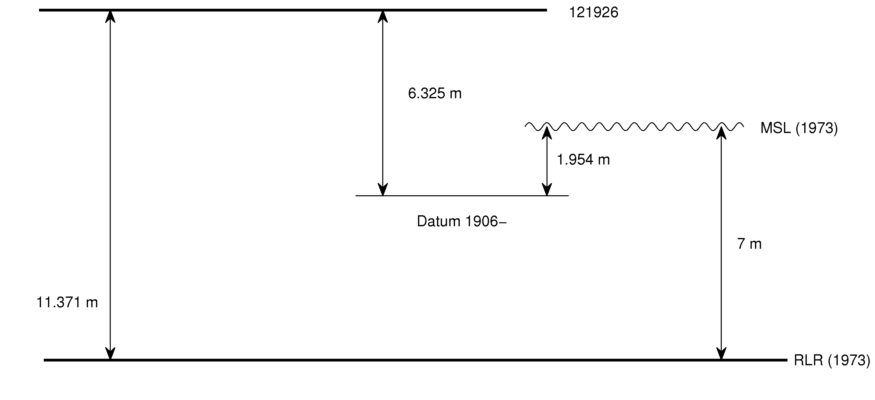 121926
6.325 m
MSL (1973)
1.954 m
Datum 1906–
7 m
11.371 m
RLR (1973)